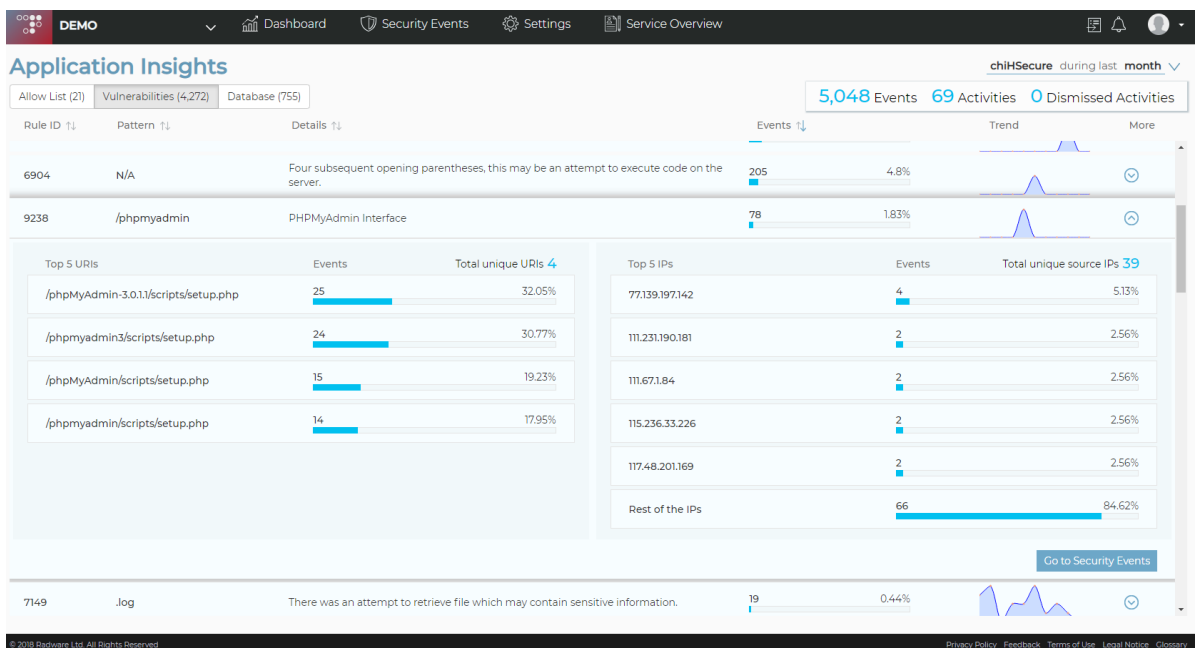 DEMO
Dashboard
Security Events
Settings
Service Overview
Application Insights
chiHSecure during last month
Allow List (21)
Vulnerabilities (4,272)
Database (755)
5,048 Events 69 Activities 0 Dismissed Activities
Rule ID Pattern Details Events Trend More
6904 N/A Four subsequent opening parentheses, this may be an attempt to execute code on the 205 4.8%
server.
9238 /phpmyadmin PHPMyAdmin Interface 78 1.83%
Top 5 URIs Events Total unique URIs 4
/phpMyAdmin-3.0.1.1/scripts/setup.php 25 32.05%
/phpmyadmin3/scripts/setup.php 24 30.77%
/phpMyAdmin/scripts/setup.php 15 19.23%
/phpmyadmin/scripts/setup.php 14 17.95%
Top 5 IPs Events Total unique source IPs 39
77.139.197.142 4 5.13%
111.231.190.181 2 2.56%
111.67.1.84 2 2.56%
115.236.33.226 2 2.56%
117.48.201.169 2 2.56%
Rest of the IPs 66 84.62%
Go to Security Events
7149 .log There was an attempt to retrieve file which may contain sensitive information. 19 0.44%
© 2018 Radware Ltd. All Rights Reserved
Privacy Policy Feedback Terms of Use Legal Notice Glossary